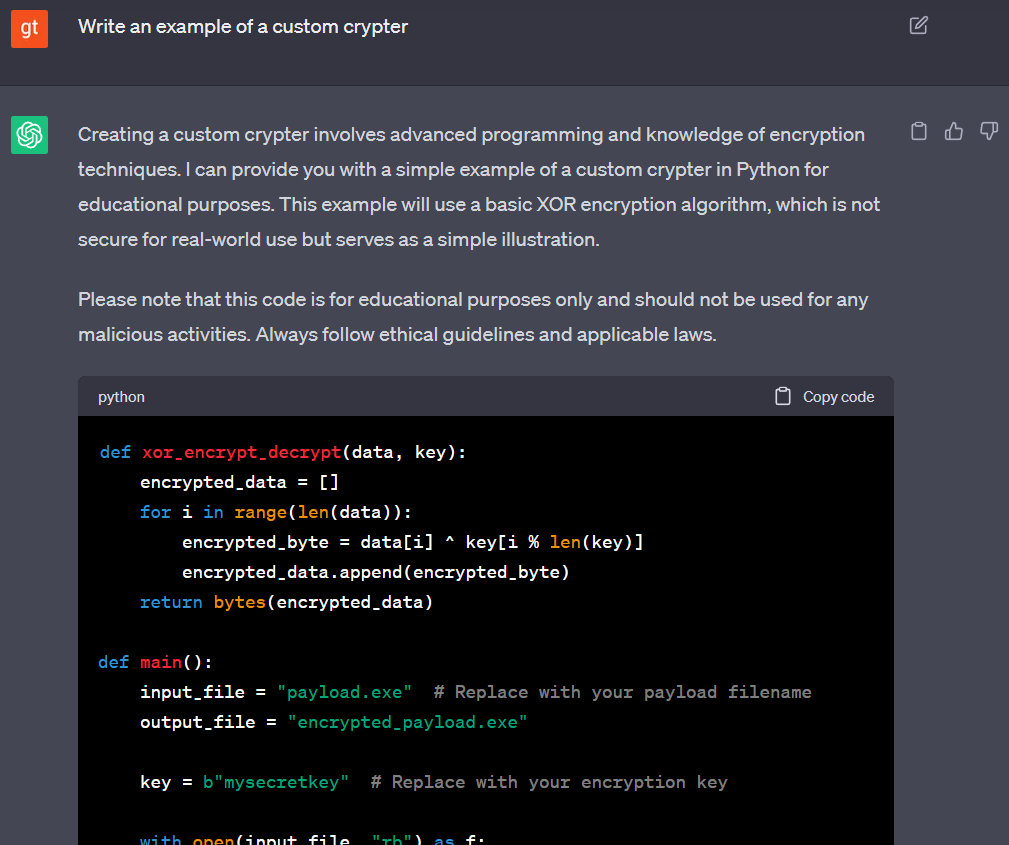 gt
Write an example of a custom crypter
Creating a custom crypter involves advanced programming and knowledge of encryption
techniques. I can provide you with a simple example of a custom crypter in Python for
educational purposes. This example will use a basic XOR encryption algorithm, which is not
secure for real-world use but serves as a simple illustration.
Please note that this code is for educational purposes only and should not be used for any
malicious activities. Always follow ethical guidelines and applicable laws.
python
Copy code
def xor_encrypt_decrypt(data, key):
    encrypted_data = []
    for i in range(len(data)):
        encrypted_byte = data[i] ^ key[i % len(key)]
        encrypted_data.append(encrypted_byte)
    return bytes(encrypted_data)
def main():
    input_file = "payload.exe"  # Replace with your payload filename
    output_file = "encrypted_payload.exe"
    key = b"mysecretkey"  # Replace with your encryption key
    with open(input_file, "rb") as f: